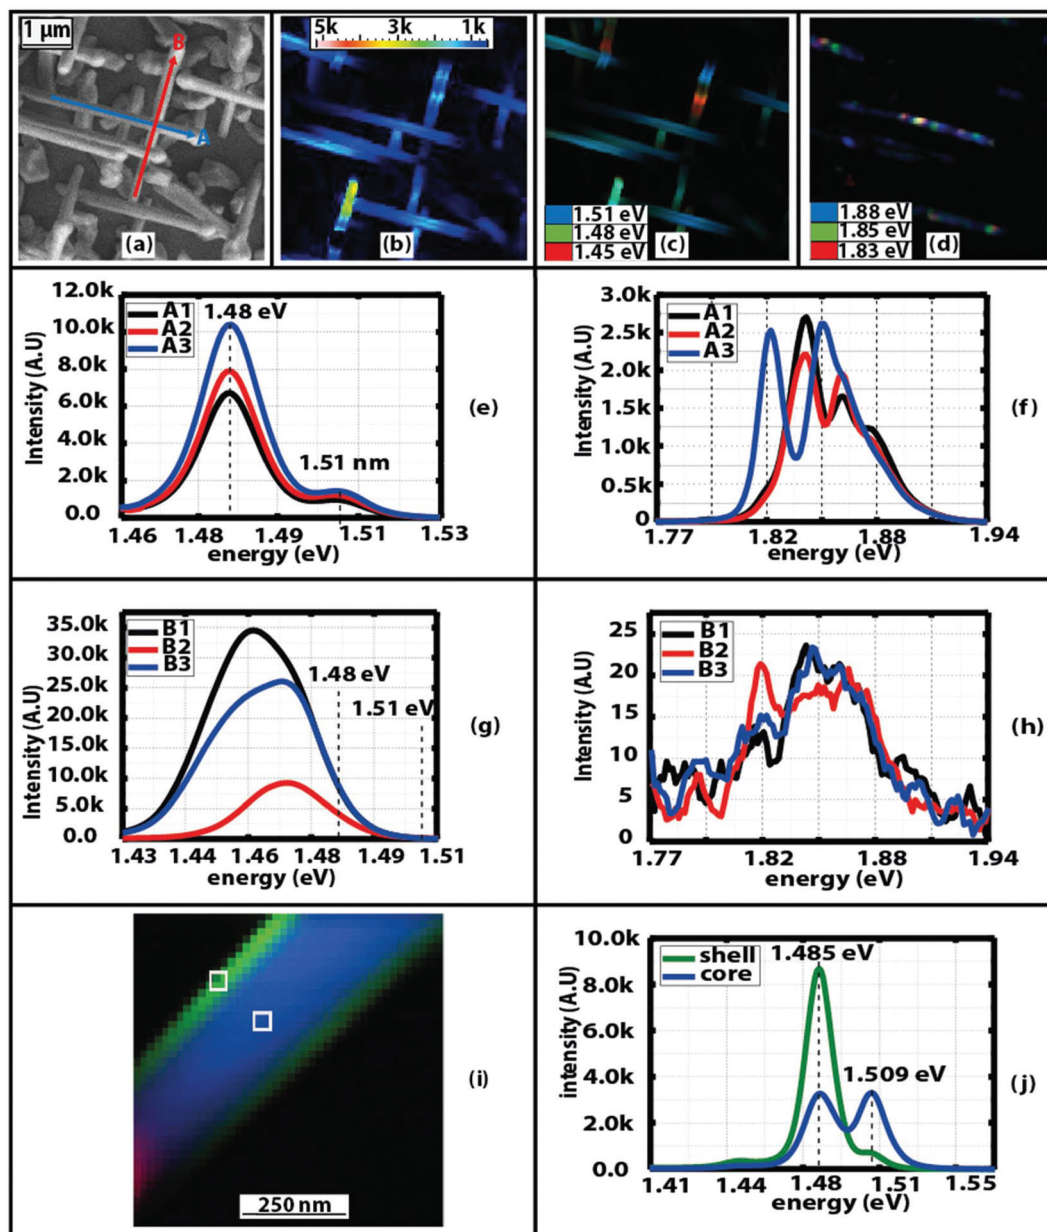 1 µm
B
A
(a)
5k 3k 1k
(b)
1.51 eV
1.48 eV
1.45 eV
(c)
1.88 eV
1.85 eV
1.83 eV
(d)
12.0k
10.0k
8.0k
6.0k
4.0k
2.0k
0.0
Intensity (A.U)
A1
A2
A3
1.48 eV
1.51 nm
1.46 1.48 1.49 1.51 1.53
energy (eV)
(e)
3.0k
2.5k
2.0k
1.5k
1.0k
0.5k
0
Intensity (A.U)
A1
A2
A3
1.77 1.82 1.88 1.94
energy (eV)
(f)
35.0k
30.0k
25.0k
20.0k
15.0k
10.0k
5.0k
0.0
Intensity (A.U)
B1
B2
B3
1.48 eV
1.51 eV
1.43 1.44 1.46 1.48 1.49 1.51
energy (eV)
(g)
25
20
15
10
5
0
Intensity (A.U)
B1
B2
B3
1.77 1.82 1.88 1.94
energy (eV)
(h)
250 nm
(i)
10.0k
8.0k
6.0k
4.0k
2.0k
0.0
intensity (A.U)
shell
core
1.485 eV
1.509 eV
1.41 1.44 1.48 1.51 1.55
energy (eV)
(j)